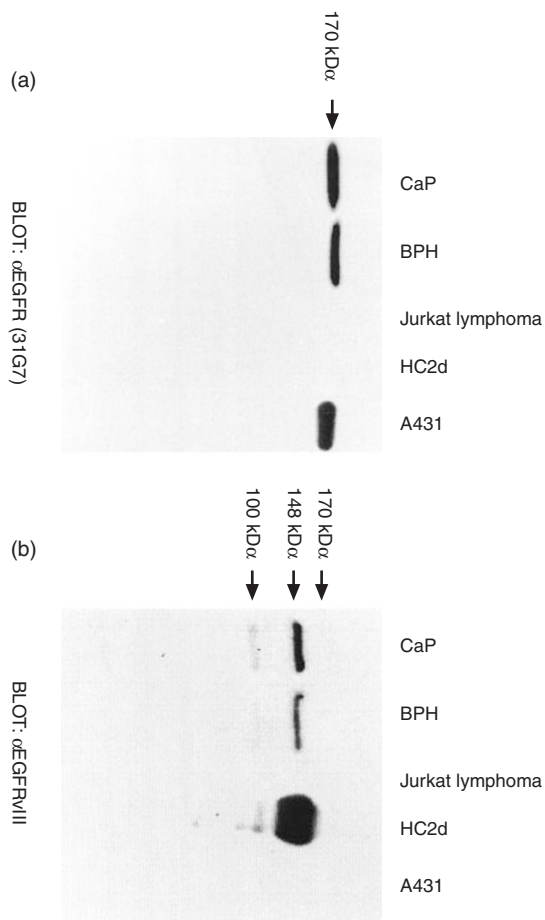 (a)
170 kDα
BLOT: αEGFR (31G7)
CaP
BPH
Jurkat lymphoma
HC2d
A431
(b)
100 kDα
148 kDα
170 kDα
BLOT: αEGFRvIII
CaP
BPH
Jurkat lymphoma
HC2d
A431